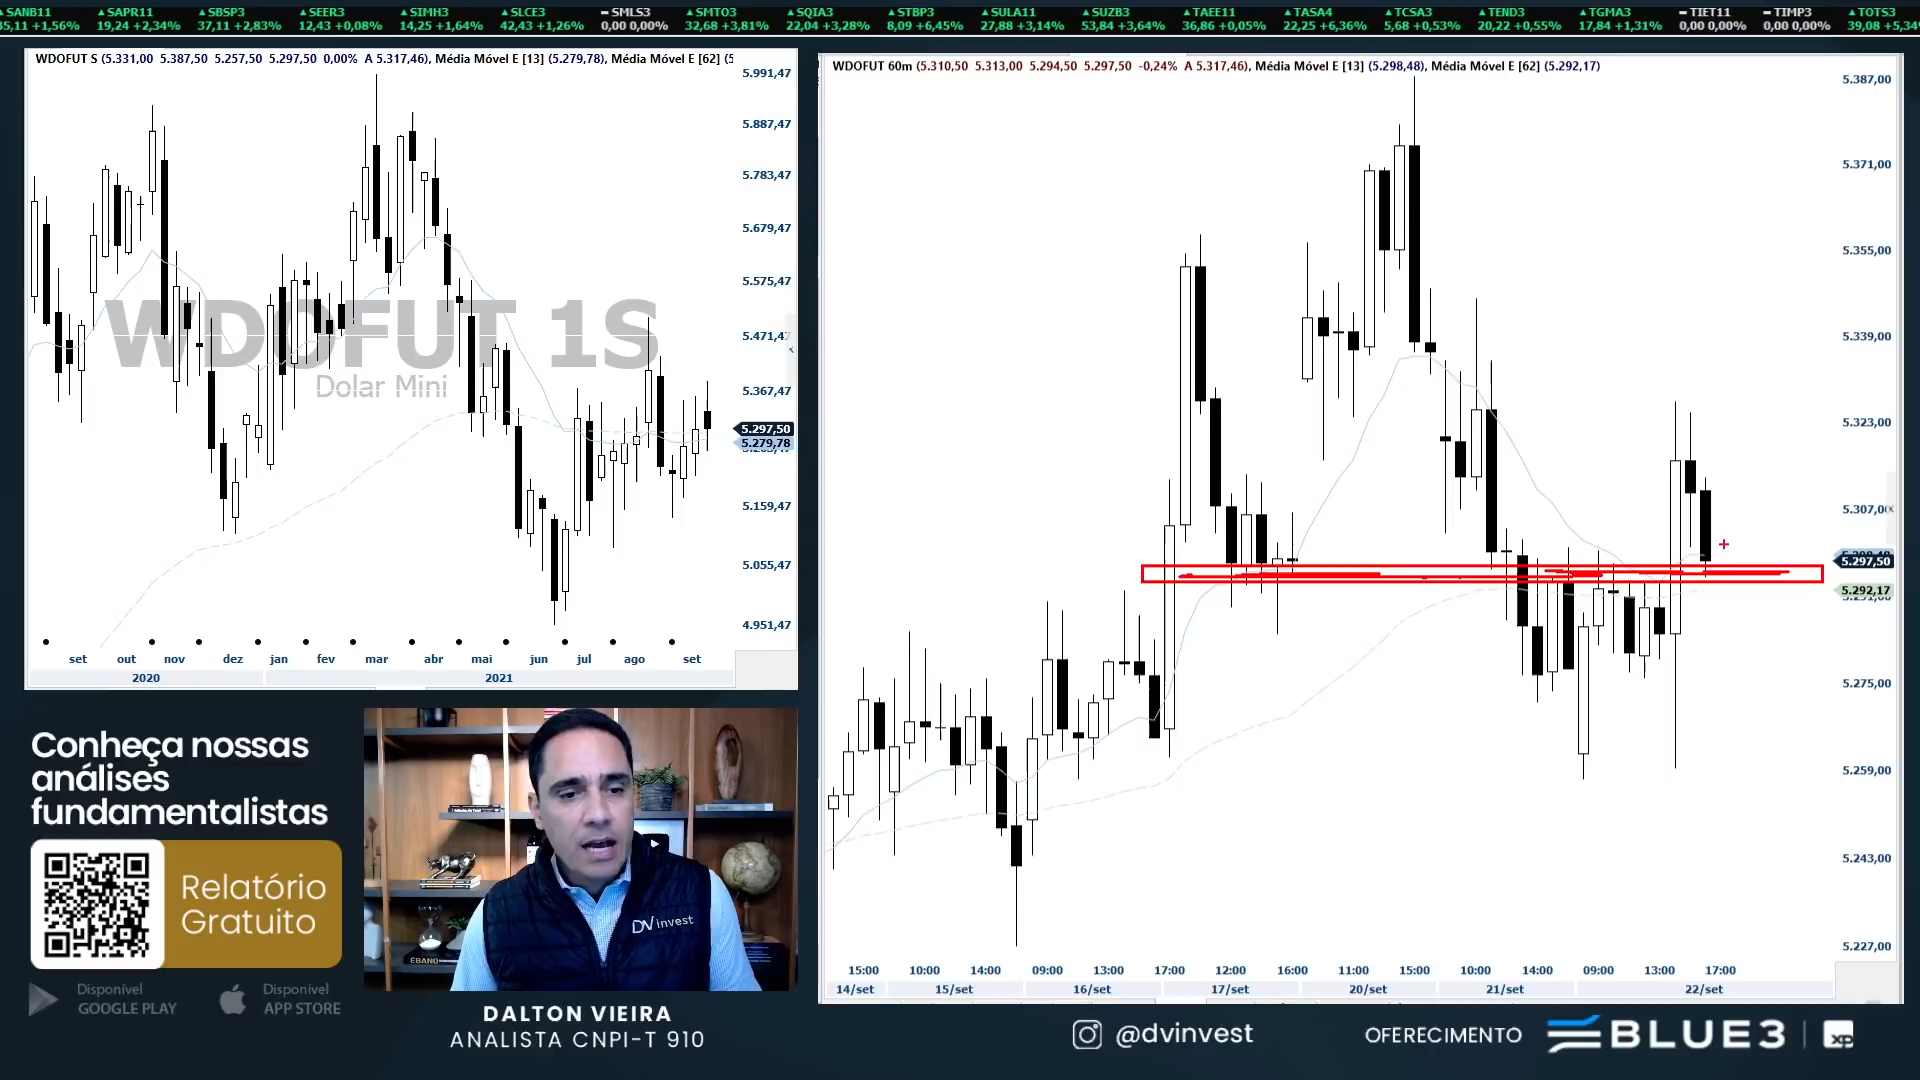 SANB11 SAPR11 SBSP3 SEER3 SIMH3 SLCE3 SMLS3 SMTO3 SQIA3 STBP3 SULA11 SUZB3 TAEE11 TASA4 TCSA3 TEND3 TGMA3 TIET11 TIMP3 TOTS3
35,11 +1,56% 19,24 +2,34% 37,11 +2,83% 12,43 +0,08% 14,25 +1,64% 42,43 +1,26% 0,00 0,00% 32,68 +3,81% 22,04 +3,28% 8,09 +6,45% 27,88 +3,14% 53,84 +3,64% 36,86 +0,05% 22,25 +6,36% 5,68 +0,53% 20,22 +0,55% 17,84 +1,31% 0,00 0,00% 0,00 0,00% 39,08 +5,34
WDOFUT S (5.331,00 5.387,50 5.257,50 5.297,50 0,00% A 5.317,46), Média Móvel E [13] (5.279,78), Média Móvel E [62] (5
5.991,47
5.887,47
5.783,47
5.679,47
5.575,47
5.471,47
5.367,47
5.297,50
5.279,78
5.159,47
5.055,47
4.951,47
WDOFUT 1S
Dolar Mini
set out nov dez jan fev mar abr mai jun jul ago set
2020 2021
WDOFUT 60m (5.310,50 5.313,00 5.294,50 5.297,50 -0,24% A 5.317,46), Média Móvel E [13] (5.298,48), Média Móvel E [62] (5.292,17)
5.387,00
5.371,00
5.355,00
5.339,00
5.323,00
5.307,00
5.297,50
5.292,17
5.275,00
5.259,00
5.243,00
5.227,00
15:00 10:00 14:00 09:00 13:00 17:00 12:00 16:00 11:00 15:00 10:00 14:00 09:00 13:00 17:00
14/set 15/set 16/set 17/set 20/set 21/set 22/set
Conheça nossas
análises
fundamentalistas
Relatório
Gratuito
Disponível
GOOGLE PLAY
Disponível
APP STORE
DV invest
ÉBANO
DALTON VIEIRA
ANALISTA CNPI-T 910
@dvinvest
OFERECIMENTO
BLUE3
xp